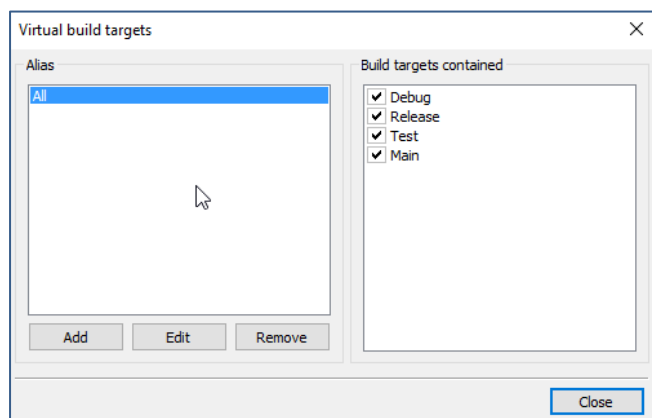 Virtual build targets
Alias
All
Add
Edit
Remove
Build targets contained
Debug
Release
Test
Main
Close